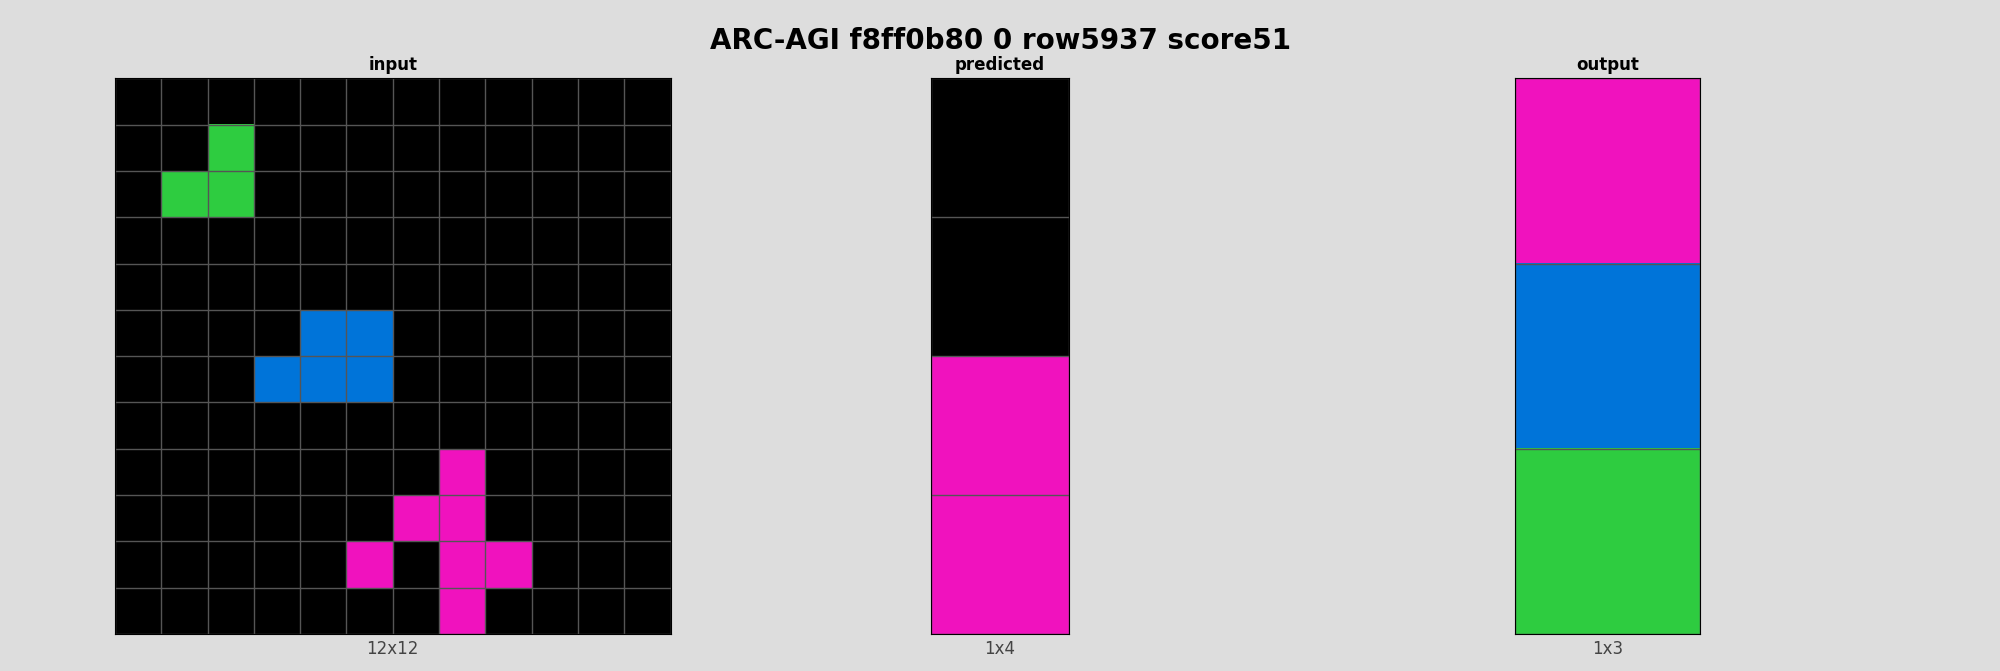 ARC-AGI f8ff0b80 0 row5937 score51
input
predicted
output
12x12
1x4
1x3